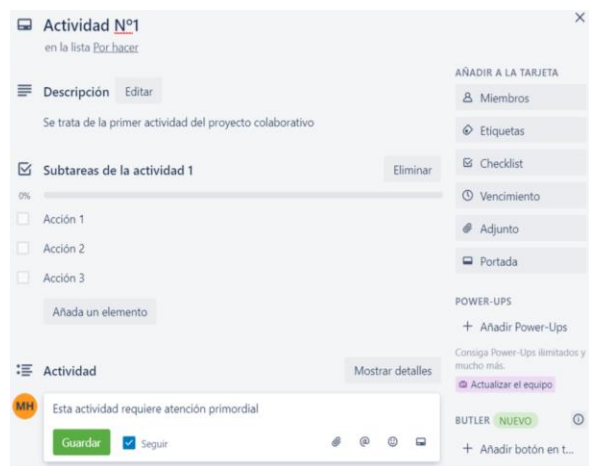 Actividad Nº1
en la lista Por hacer
Descripción Editar
Se trata de la primer actividad del proyecto colaborativo
Subtareas de la actividad 1 Eliminar
0%
Acción 1
Acción 2
Acción 3
Añada un elemento
Actividad Mostrar detalles
MH
Esta actividad requiere atención primordial
Guardar Seguir
@
AÑADIR A LA TARJETA
Miembros
Etiquetas
Checklist
Vencimiento
Adjunto
Portada
POWER-UPS
+ Añadir Power-Ups
Consiga Power-Ups ilimitados y
mucho más.
Actualizar el equipo
BUTLER NUEVO
+ Añadir botón en t...